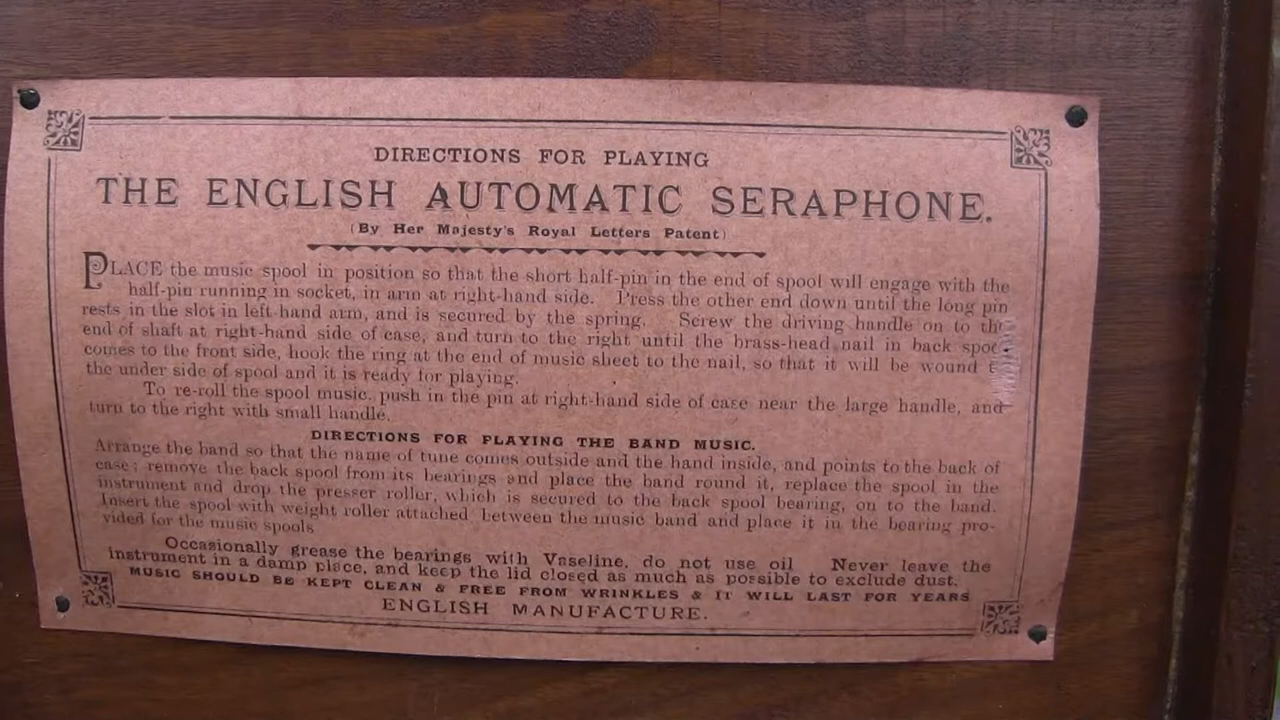 DIRECTIONS FOR PLAYING
THE ENGLISH AUTOMATIC SERAPHONE.
(By Her Majesty's Royal Letters Patent)
PLACE the music spool in position so that the short half-pin in the end of spool will engage with the
half-pin running in socket, in arm at right-hand side. Press the other end down until the long pin
rests in the slot in left-hand arm, and is secured by the spring. Screw the driving handle on to the
end of shaft at right-hand side of case, and turn to the right until the brass-head nail in back spool
comes to the front side, hook the ring at the end of music sheet to the nail, so that it will be wound
the under side of spool and it is ready for playing.
To re-roll the spool music, push in the pin at right-hand side of case near the large handle, and
turn to the right with small handle.
DIRECTIONS FOR PLAYING THE BAND MUSIC.
Arrange the band so that the name of tune comes outside and the hand inside, and points to the back of
case; remove the back spool from its bearings and place the band round it, replace the spool in the
instrument and drop the presser roller, which is secured to the back spool bearing, on to the band.
Insert the spool with weight roller attached between the music band and place it in the bearing pro-
vided for the music spools
Occasionally grease the bearings with Vaseline, do not use oil Never leave the
instrument in a damp place, and keep the lid closed as much as possible to exclude dust.
MUSIC SHOULD BE KEPT CLEAN & FREE FROM WRINKLES & IT WILL LAST FOR YEARS
ENGLISH MANUFACTURE.